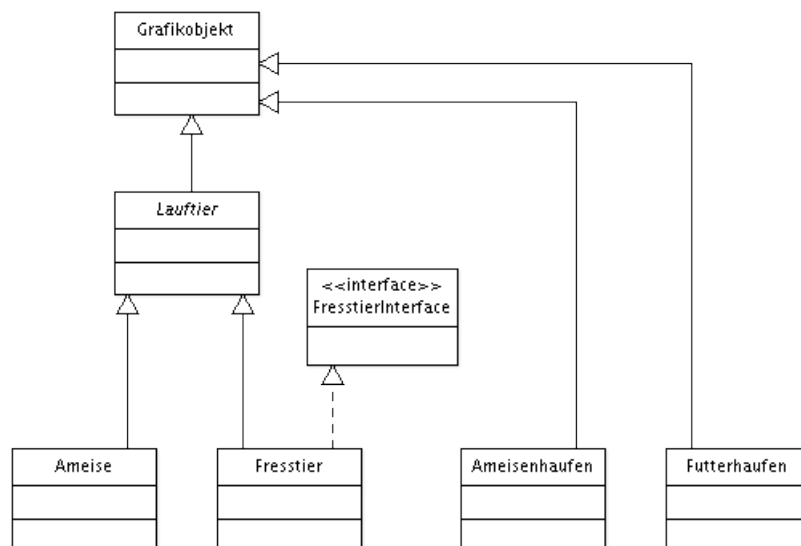 Grafikobjekt
Lauftier
<<interface>>
FresstierInterface
Ameise
Fresstier
Ameisenhaufen
Futterhaufen